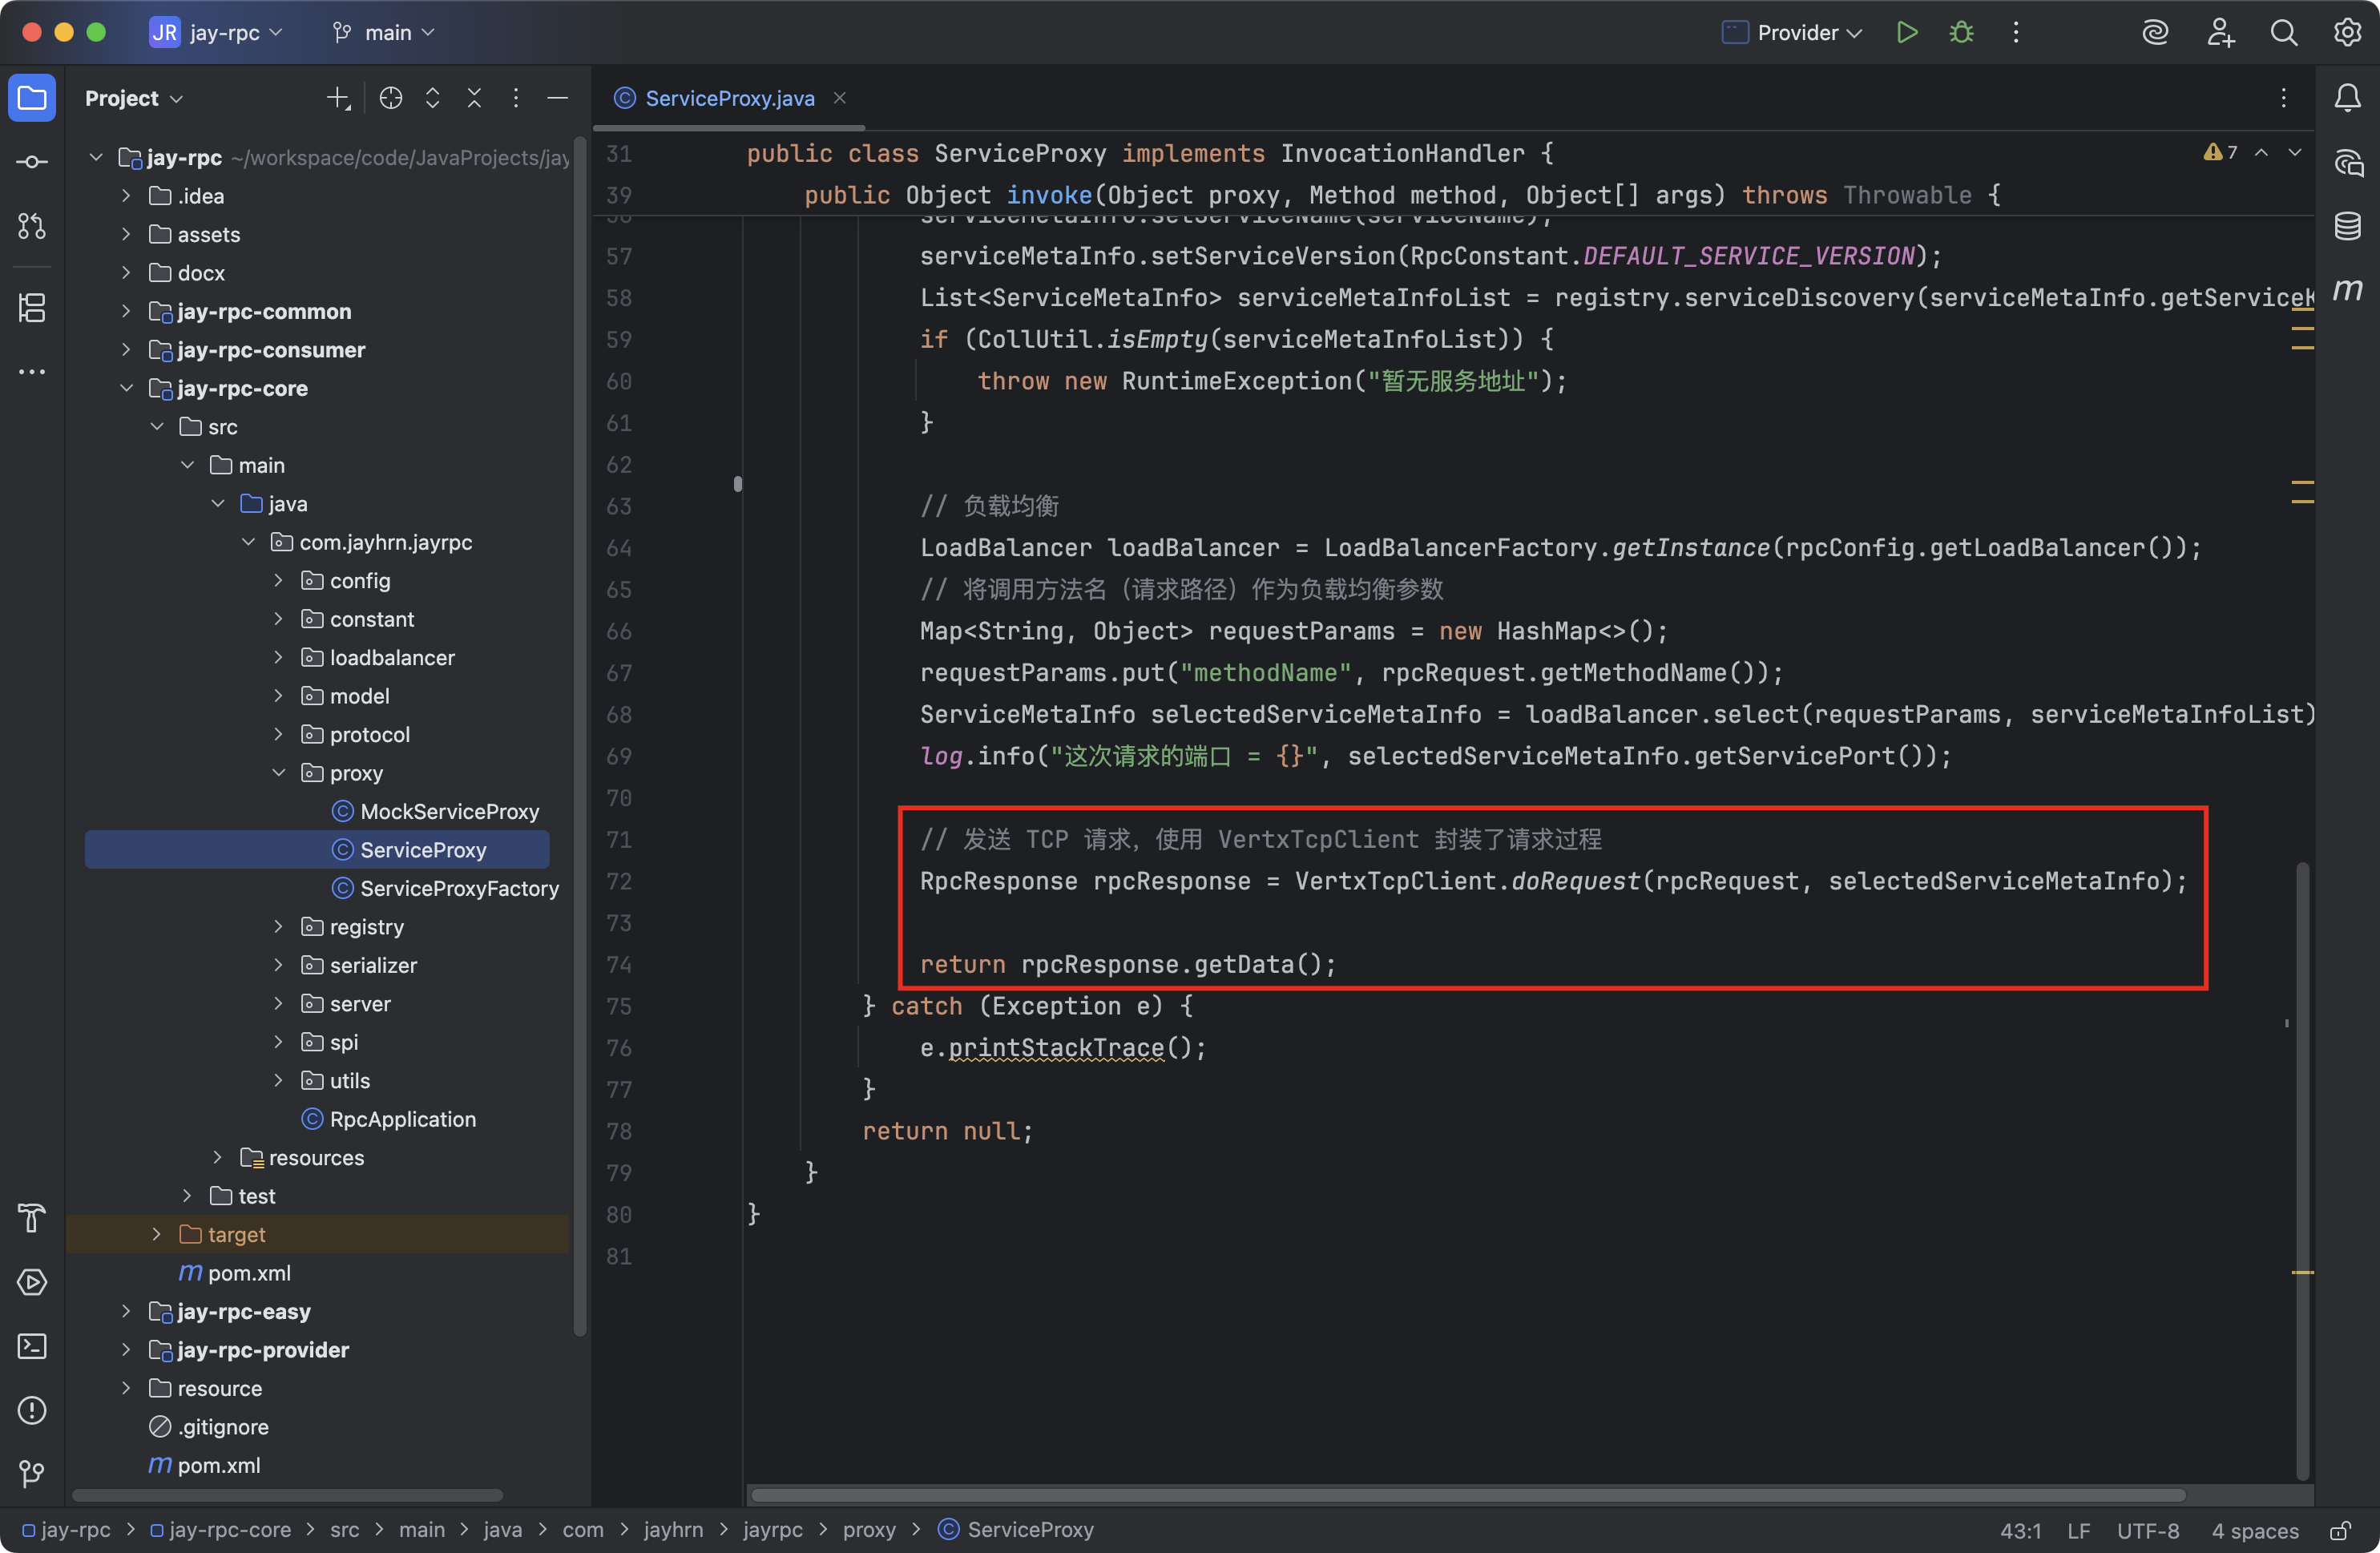 JR jay-rpc
main
Provider
Project
ServiceProxy.java
jay-rpc ~/workspace/code/JavaProjects/jay
.idea
assets
docx
jay-rpc-common
jay-rpc-consumer
jay-rpc-core
src
main
java
com.jayhrn.jayrpc
config
constant
loadbalancer
model
protocol
proxy
MockServiceProxy
ServiceProxy
ServiceProxyFactory
registry
serializer
server
spi
utils
RpcApplication
resources
test
target
pom.xml
jay-rpc-easy
jay-rpc-provider
resource
.gitignore
pom.xml
7
31 public class ServiceProxy implements InvocationHandler {
39 public Object invoke(Object proxy, Method method, Object[] args) throws Throwable {
serviceMetaInfo.setServiceName(serviceName);
57 serviceMetaInfo.setServiceVersion(RpcConstant.DEFAULT_SERVICE_VERSION);
58 List<ServiceMetaInfo> serviceMetaInfoList = registry.serviceDiscovery(serviceMetaInfo.getServiceK
59 if (CollUtil.isEmpty(serviceMetaInfoList)) {
60 throw new RuntimeException("暂无服务地址");
61 }
62
63 // 负载均衡
64 LoadBalancer loadBalancer = LoadBalancerFactory.getInstance(rpcConfig.getLoadBalancer());
65 // 将调用方法名（请求路径）作为负载均衡参数
66 Map<String, Object> requestParams = new HashMap<>();
67 requestParams.put("methodName", rpcRequest.getMethodName());
68 ServiceMetaInfo selectedServiceMetaInfo = loadBalancer.select(requestParams, serviceMetaInfoList)
69 log.info("这次请求的端口 = {}", selectedServiceMetaInfo.getServicePort());
70
71 // 发送 TCP 请求，使用 VertxTcpClient 封装了请求过程
72 RpcResponse rpcResponse = VertxTcpClient.doRequest(rpcRequest, selectedServiceMetaInfo);
73
74 return rpcResponse.getData();
75 } catch (Exception e) {
76 e.printStackTrace();
77 }
78 return null;
79 }
80 }
81
jay-rpc > jay-rpc-core > src > main > java > com > jayhrn > jayrpc > proxy > ServiceProxy
43:1 LF UTF-8 4 spaces